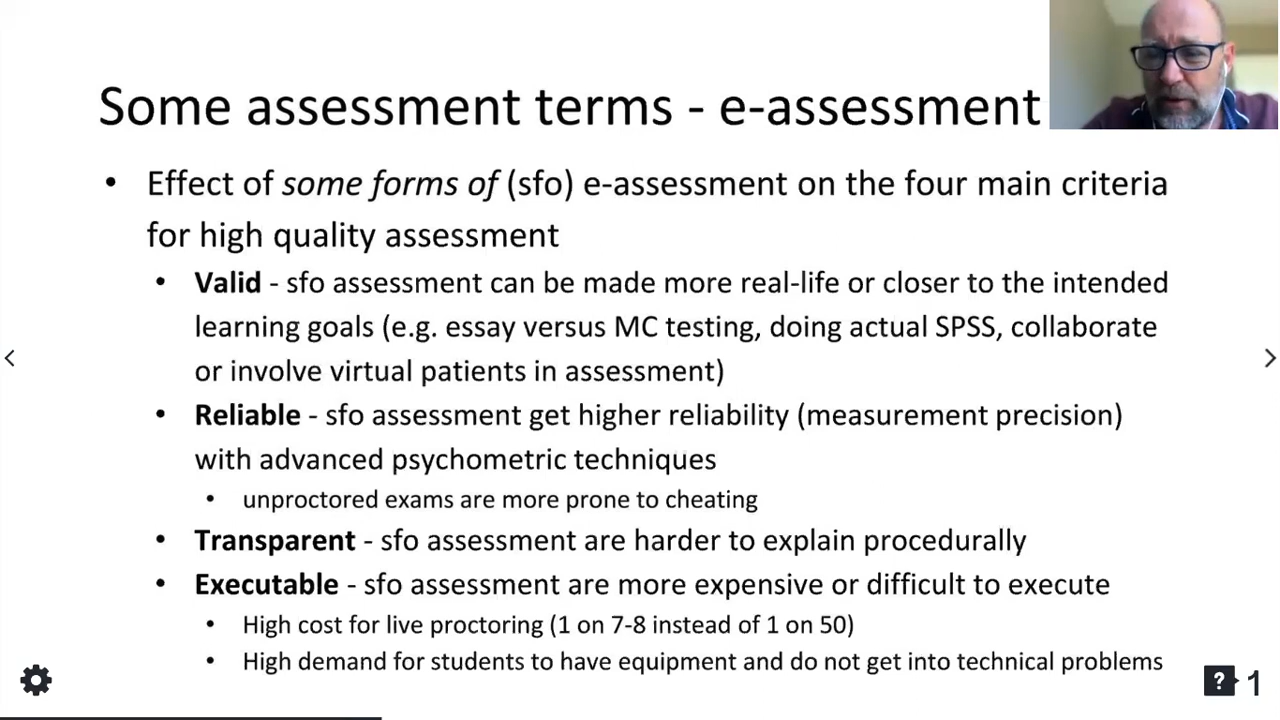 Some assessment terms - e-assessment
• Effect of some forms of (sfo) e-assessment on the four main criteria
for high quality assessment
• Valid - sfo assessment can be made more real-life or closer to the intended
learning goals (e.g. essay versus MC testing, doing actual SPSS, collaborate
or involve virtual patients in assessment)
• Reliable - sfo assessment get higher reliability (measurement precision)
with advanced psychometric techniques
• unproctored exams are more prone to cheating
• Transparent - sfo assessment are harder to explain procedurally
• Executable - sfo assessment are more expensive or difficult to execute
• High cost for live proctoring (1 on 7-8 instead of 1 on 50)
• High demand for students to have equipment and do not get into technical problems
? 1